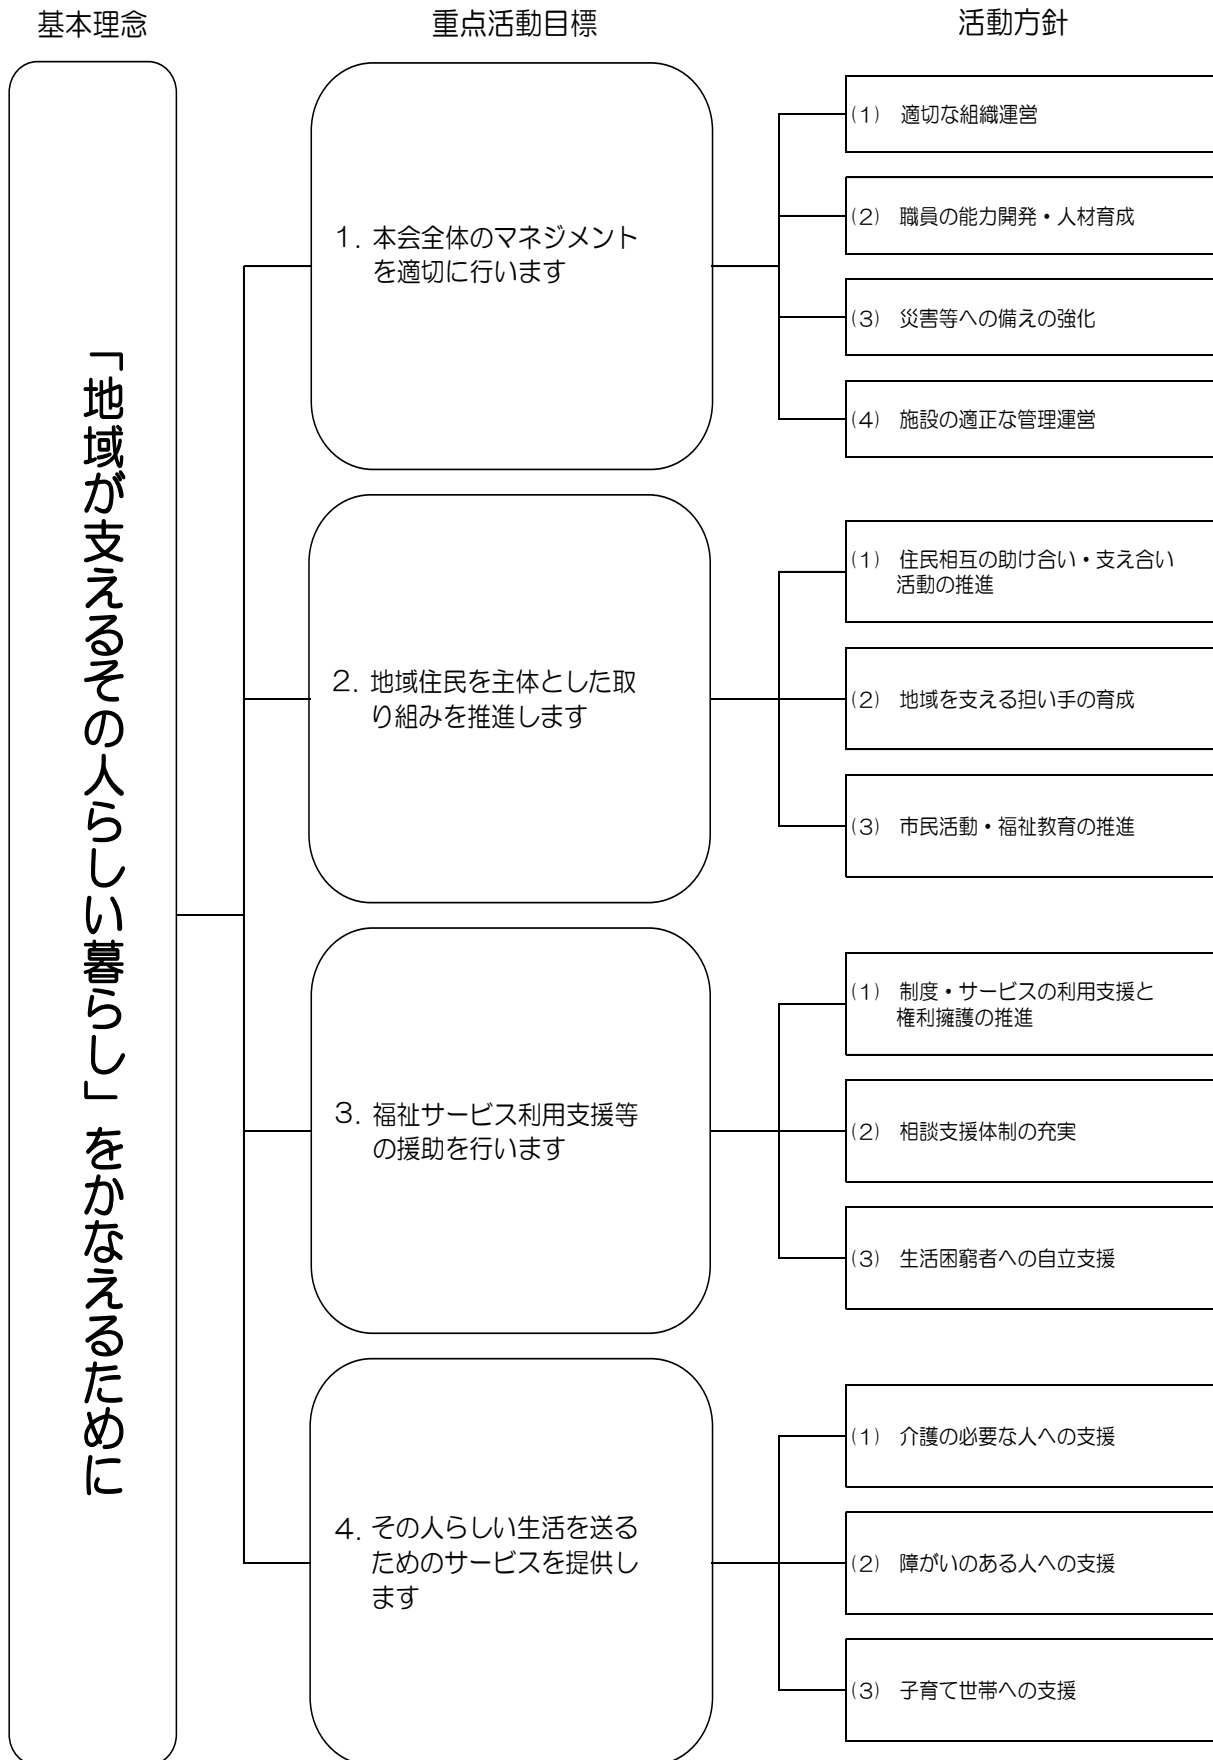 基本理念
重点活動目標
活動方針
「地域が支えるその人らしい暮らし」をかなえるために
1. 本会全体のマネジメント
を適切に行います
(1) 適切な組織運営
(2) 職員の能力開発・人材育成
(3) 災害等への備えの強化
(4) 施設の適正な管理運営
2. 地域住民を主体とした取
り組みを推進します
(1) 住民相互の助け合い・支え合い
活動の推進
(2) 地域を支える担い手の育成
(3) 市民活動・福祉教育の推進
3. 福祉サービス利用支援等
の援助を行います
(1) 制度・サービスの利用支援と
権利擁護の推進
(2) 相談支援体制の充実
(3) 生活困窮者への自立支援
4. その人らしい生活を送る
ためのサービスを提供し
ます
(1) 介護の必要な人への支援
(2) 障がいのある人への支援
(3) 子育て世帯への支援